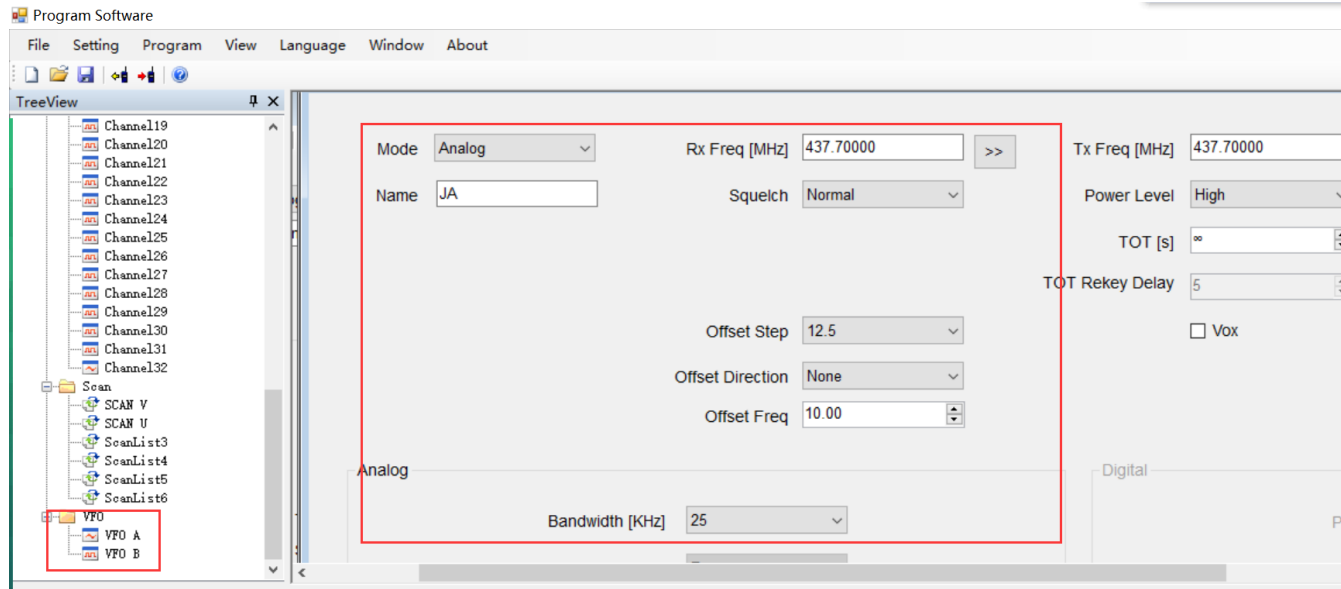 Program Software
File Setting Program View Language Window About
TreeView
Channel19
Channel20
Channel21
Channel22
Channel23
Channel24
Channel25
Channel26
Channel27
Channel28
Channel29
Channel30
Channel31
Channel32
Scan
SCAN V
SCAN U
ScanList3
ScanList4
ScanList5
ScanList6
VFO
VFO A
VFO B
Mode Analog Rx Freq [MHz] 437.70000 >> Tx Freq [MHz] 437.70000
Name JA Squelch Normal Power Level High
TOT [s] ∞
TOT Rekey Delay 5
Offset Step 12.5 Vox
Offset Direction None
Offset Freq 10.00
Analog Digital
Bandwidth [KHz] 25